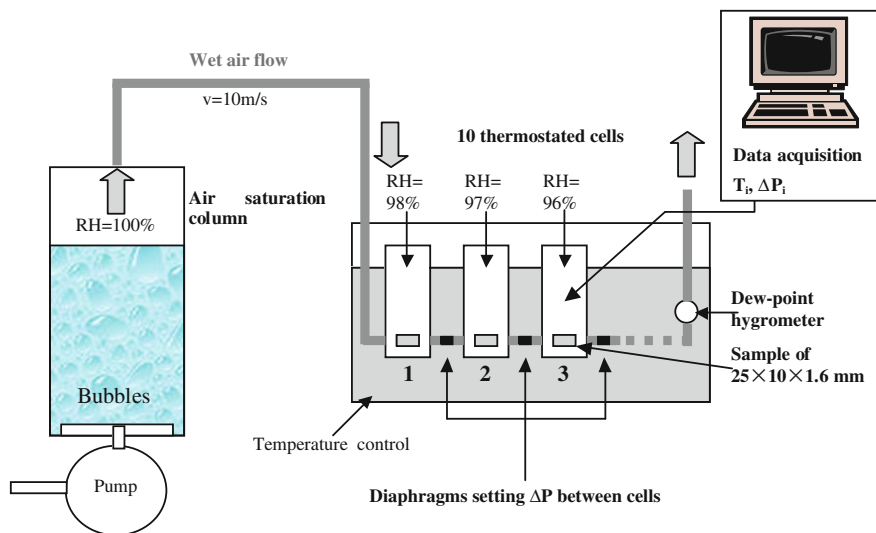 Wet air flow
v=10m/s
10 thermostated cells
Data acquisition
Tᵢ, ΔPᵢ
RH=
98%
RH=
97%
RH=
96%
Air saturation
column
RH=100%
Dew-point
hygrometer
Sample of
25×10×1.6 mm
1 2 3
Bubbles
Temperature control
Pump
Diaphragms setting ΔP between cells